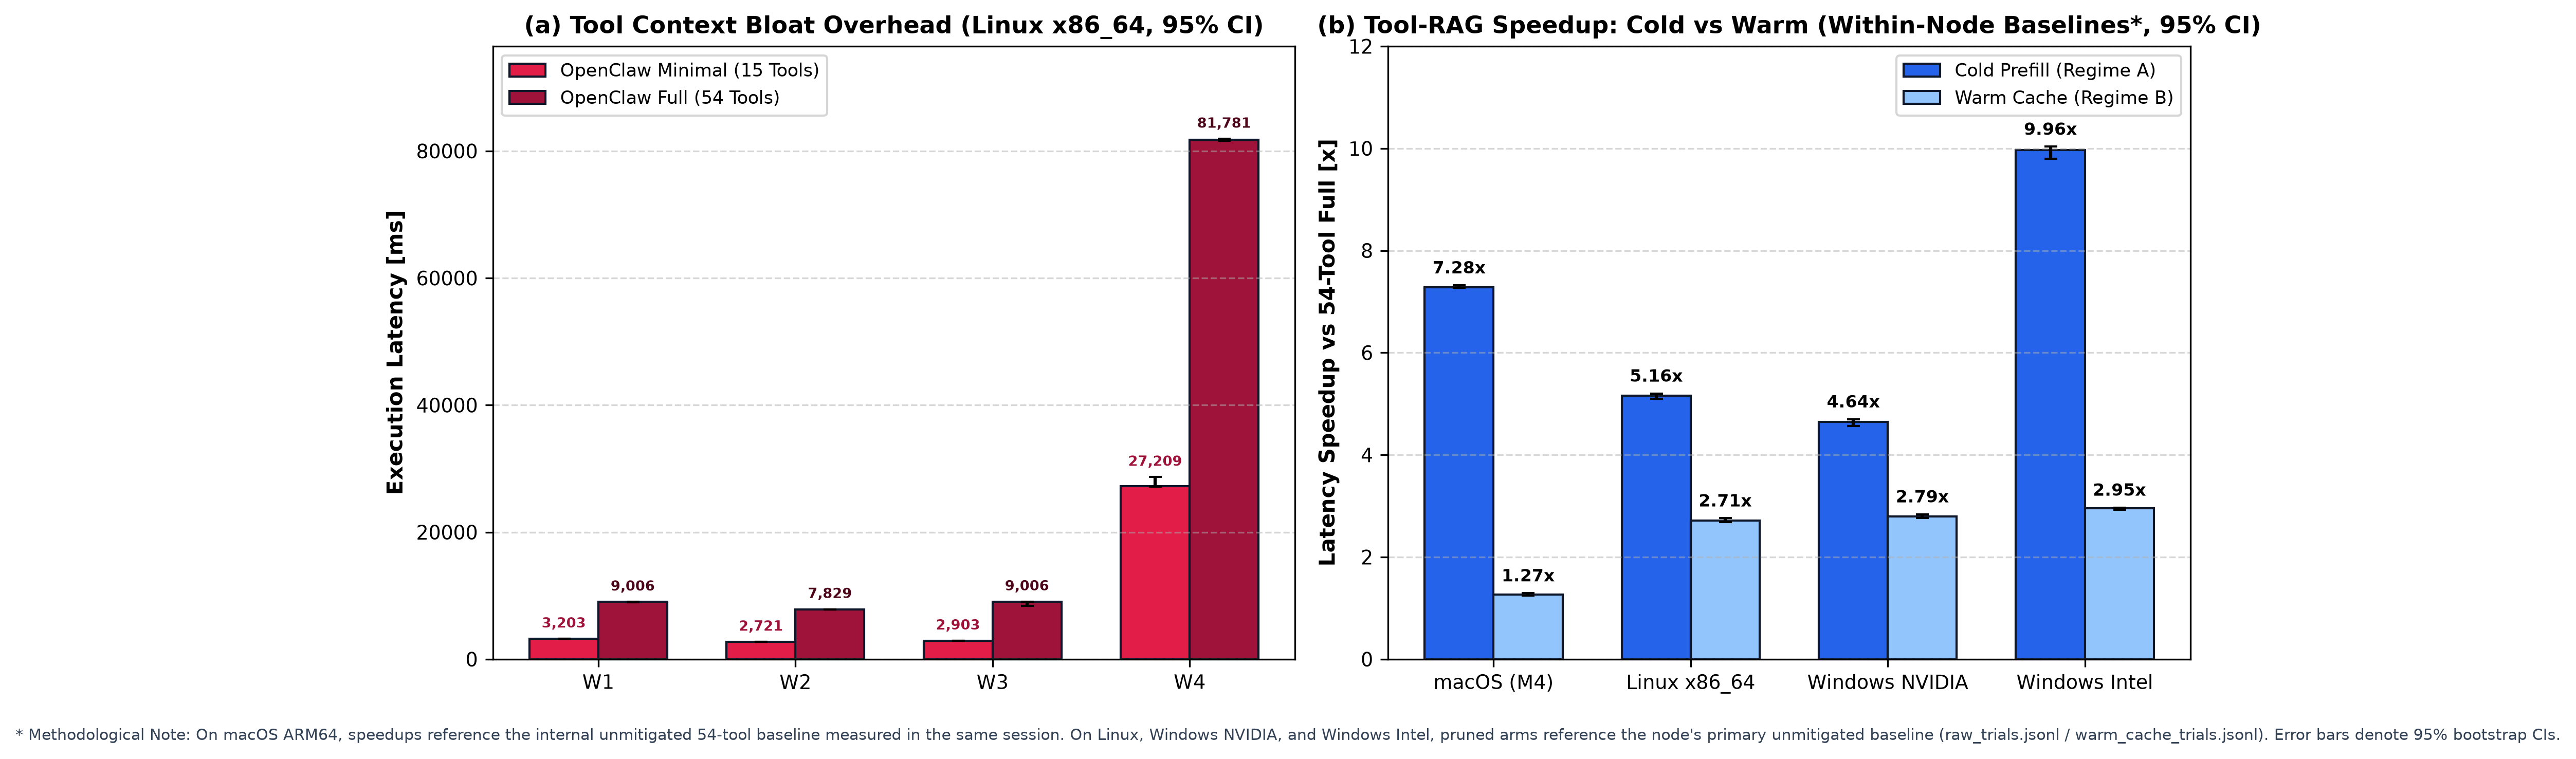 (a) Tool Context Bloat Overhead (Linux x86_64, 95% CI)
OpenClaw Minimal (15 Tools)
OpenClaw Full (54 Tools)
Execution Latency [ms]
80000
60000
40000
20000
0
3,203
9,006
2,721
7,829
2,903
9,006
27,209
81,781
W1
W2
W3
W4
(b) Tool-RAG Speedup: Cold vs Warm (Within-Node Baselines*, 95% CI)
Cold Prefill (Regime A)
Warm Cache (Regime B)
Latency Speedup vs 54-Tool Full [x]
12
10
8
6
4
2
0
7.28x
1.27x
5.16x
2.71x
4.64x
2.79x
9.96x
2.95x
macOS (M4)
Linux x86_64
Windows NVIDIA
Windows Intel
* Methodological Note: On macOS ARM64, speedups reference the internal unmitigated 54-tool baseline measured in the same session. On Linux, Windows NVIDIA, and Windows Intel, pruned arms reference the node's primary unmitigated baseline (raw_trials.jsonl / warm_cache_trials.jsonl). Error bars denote 95% bootstrap CIs.